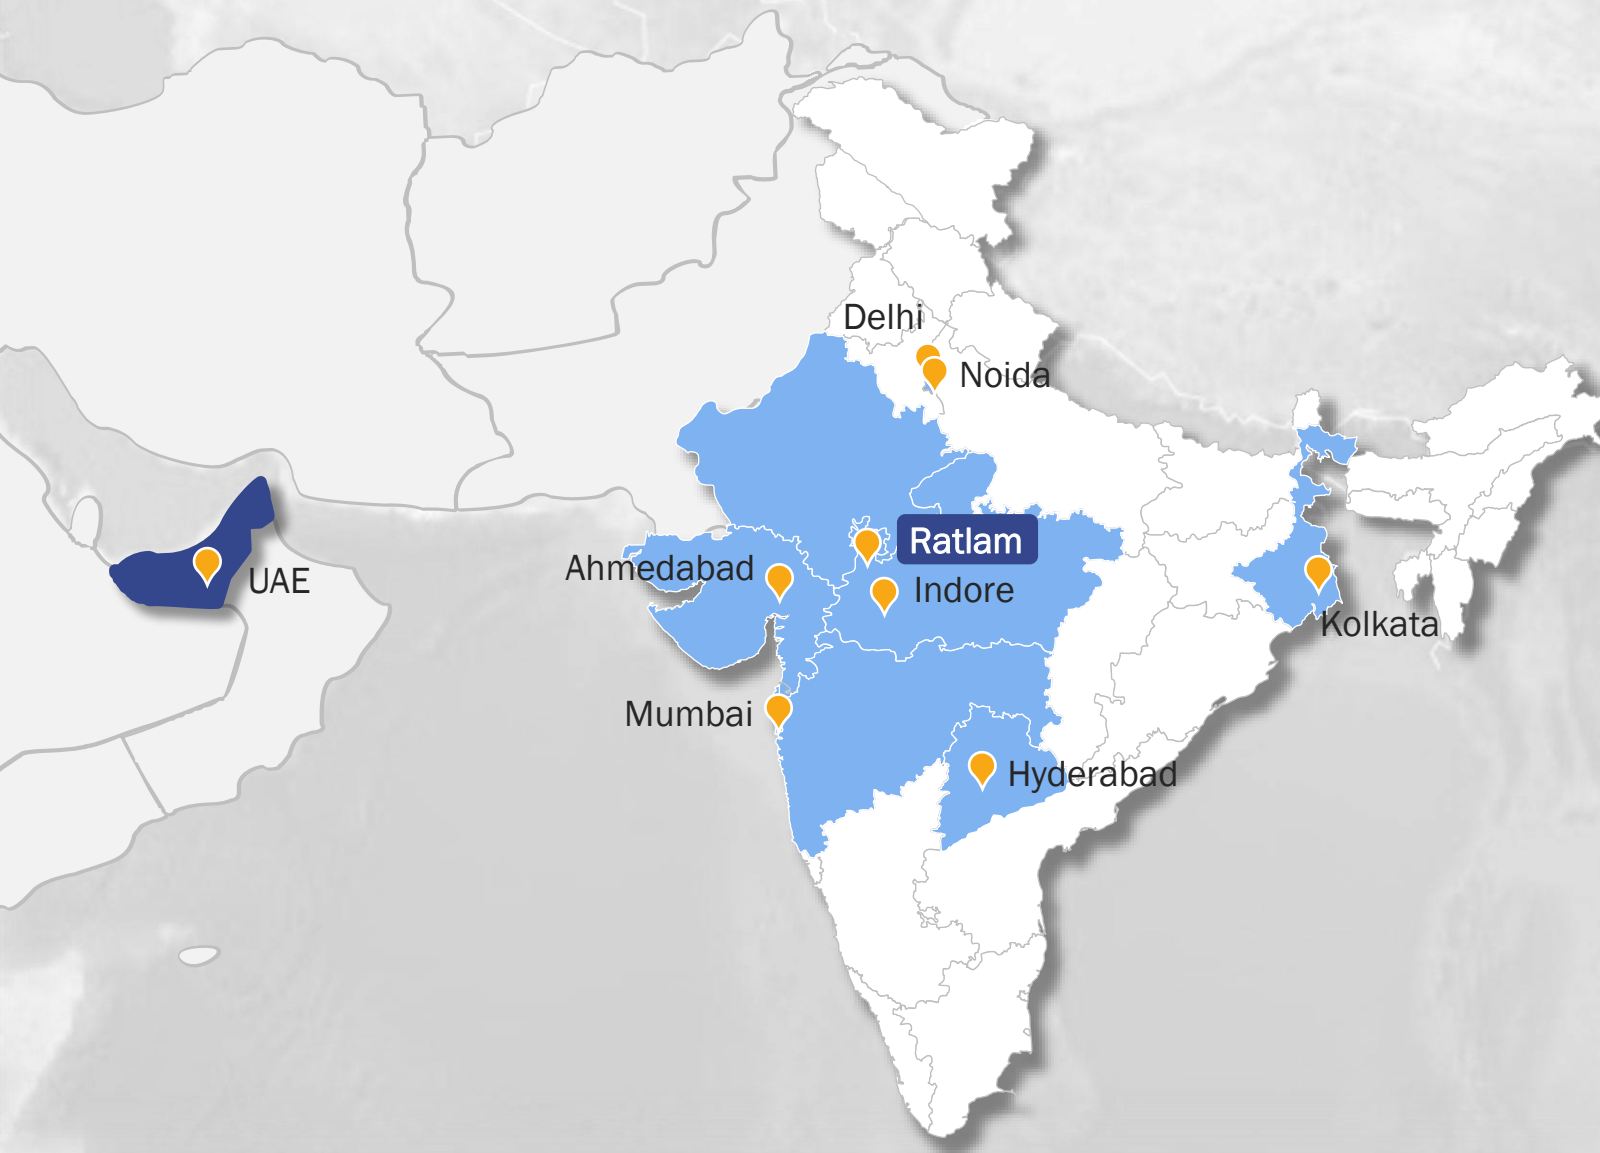 Delhi
Noida
Ratlam
Ahmedabad
UAE
Indore
Kolkata
Mumbai
Hyderabad